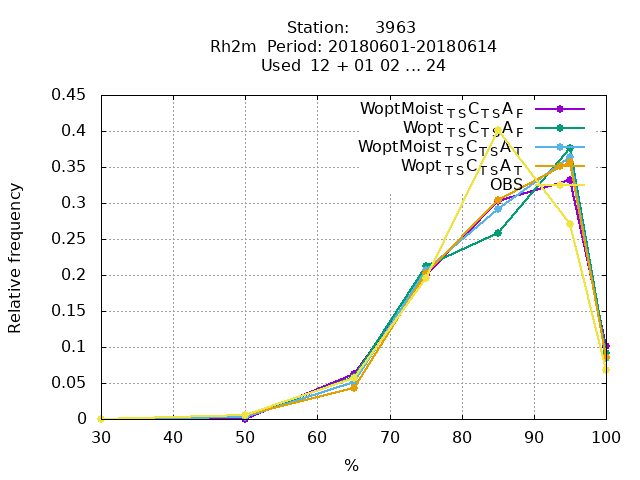 Station: 3963
Rh2m Period: 20180601-20180614
Used 12 + 01 02 ... 24
Relative frequency
0.45
0.4
0.35
0.3
0.25
0.2
0.15
0.1
0.05
0
WoptMoist TS C TS A F
Wopt TS C TS A F
WoptMoist TS C TS A T
Wopt TS C TS A T
OBS
30 40 50 60 70 80 90 100
%